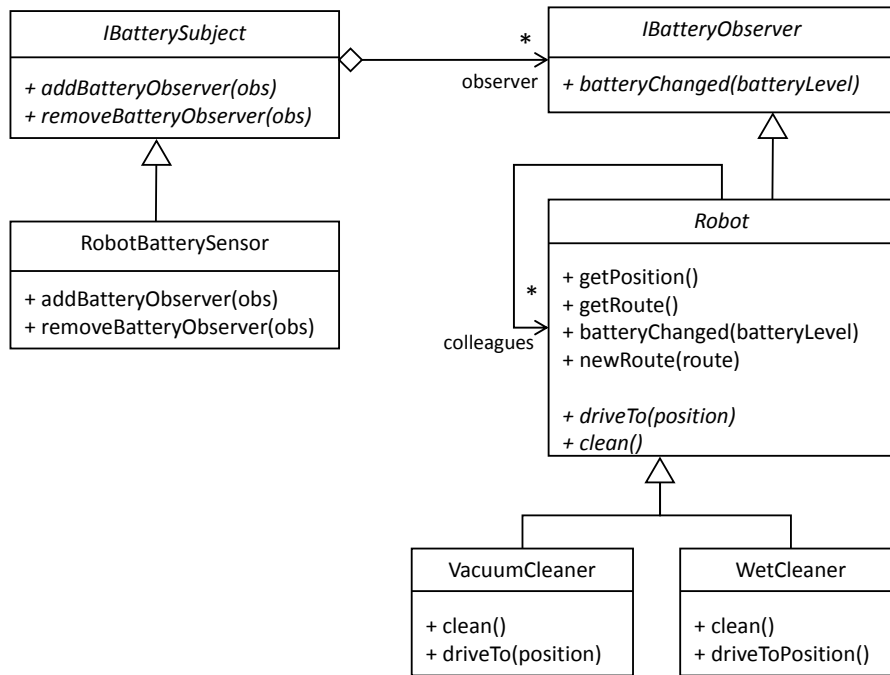 IBatterySubject
+ addBatteryObserver(obs)
+ removeBatteryObserver(obs)
*
observer
IBatteryObserver
+ batteryChanged(batteryLevel)
RobotBatterySensor
+ addBatteryObserver(obs)
+ removeBatteryObserver(obs)
*
colleagues
Robot
+ getPosition()
+ getRoute()
+ batteryChanged(batteryLevel)
+ newRoute(route)
+ driveTo(position)
+ clean()
VacuumCleaner
+ clean()
+ driveTo(position)
WetCleaner
+ clean()
+ driveToPosition()